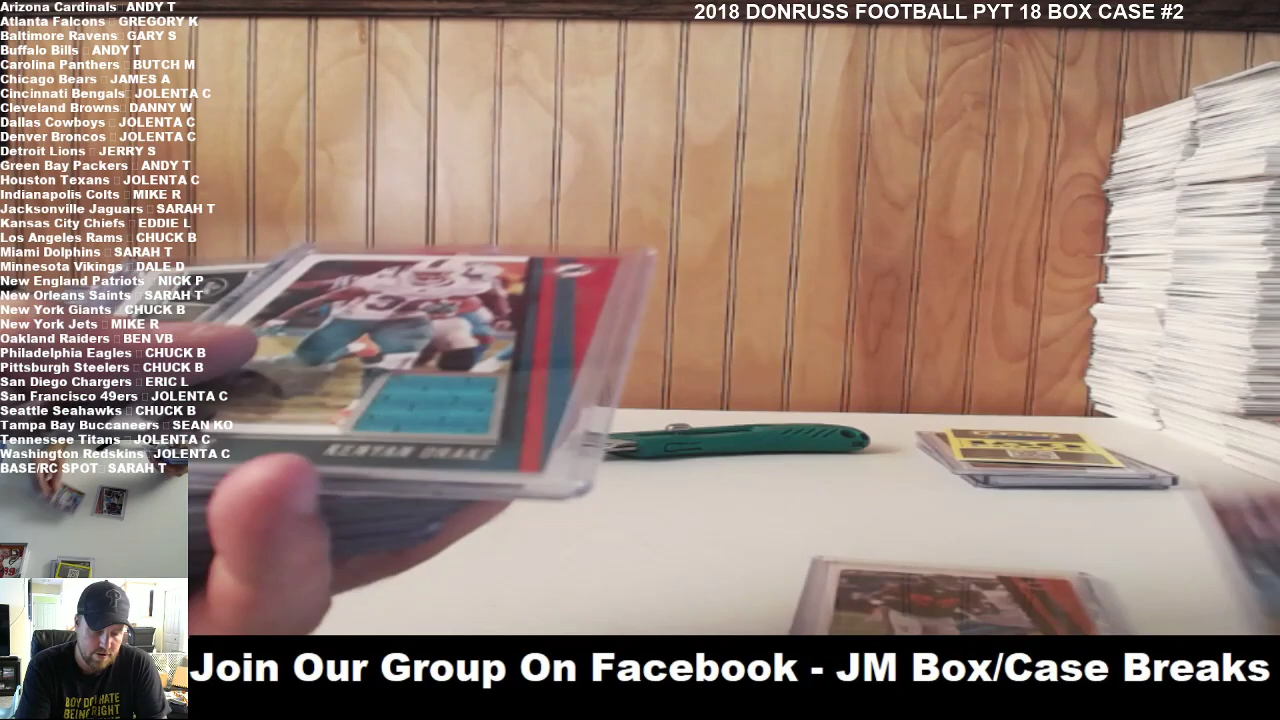 2018 DONRUSS FOOTBALL PYT 18 BOX CASE #2
Arizona Cardinals ANDY T
Atlanta Falcons GREGORY K
Baltimore Ravens GARY S
Buffalo Bills ANDY T
Carolina Panthers BUTCH M
Chicago Bears JAMES A
Cincinnati Bengals JOLENTA C
Cleveland Browns DANNY W
Dallas Cowboys JOLENTA C
Denver Broncos JOLENTA C
Detroit Lions JERRY S
Green Bay Packers ANDY T
Houston Texans JOLENTA C
Indianapolis Colts MIKE R
Jacksonville Jaguars SARAH T
Kansas City Chiefs EDDIE L
Los Angeles Rams CHUCK B
Miami Dolphins SARAH T
Minnesota Vikings DALE D
New England Patriots NICK P
New Orleans Saints SARAH T
New York Giants CHUCK B
New York Jets MIKE R
Oakland Raiders BEN VB
Philadelphia Eagles CHUCK B
Pittsburgh Steelers CHUCK B
San Diego Chargers ERIC L
San Francisco 49ers JOLENTA C
Seattle Seahawks CHUCK B
Tampa Bay Buccaneers SEAN KO
Tennessee Titans JOLENTA C
Washington Redskins JOLENTA C
BASE/RC SPOT SARAH T
KENYAN DRAKE
Join Our Group On Facebook - JM Box/Case Breaks